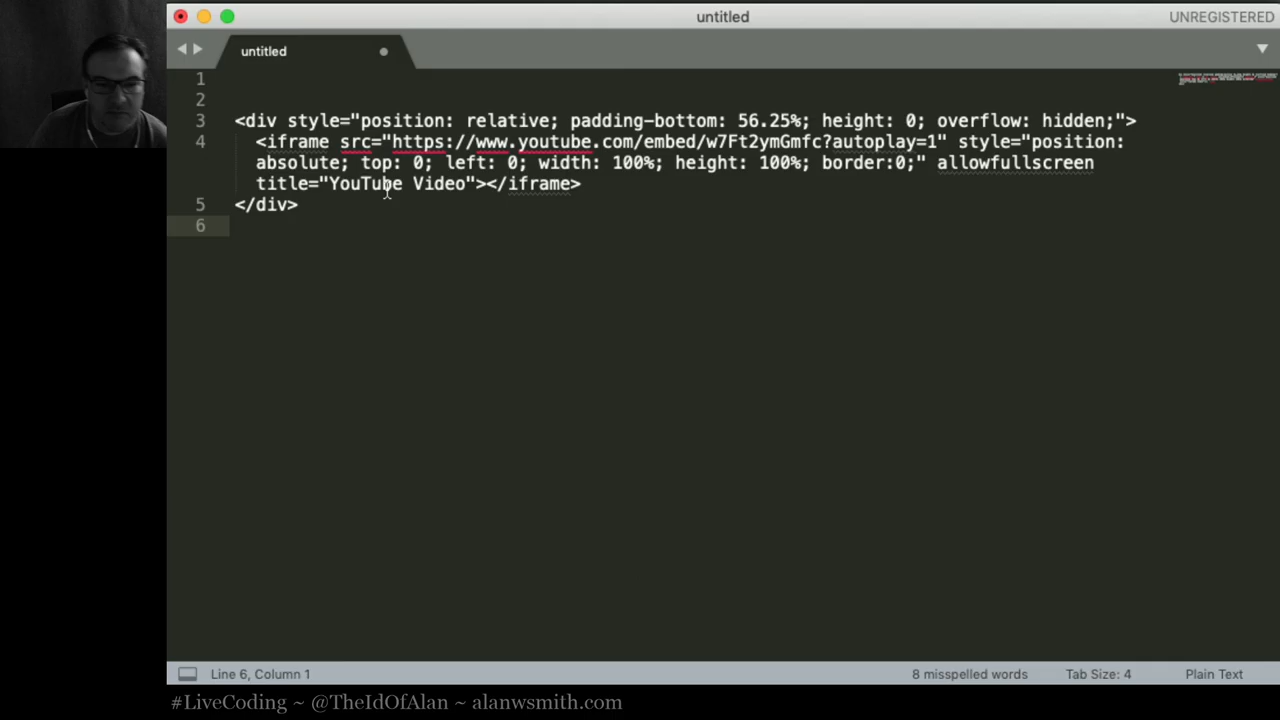 untitled
UNREGISTERED
untitled
1
2
3 <div style="position: relative; padding-bottom: 56.25%; height: 0; overflow: hidden;">
4 <iframe src="https://www.youtube.com/embed/w7Ft2ymGmfc?autoplay=1" style="position:
absolute; top: 0; left: 0; width: 100%; height: 100%; border:0;" allowfullscreen
title="YouTube Video"></iframe>
5 </div>
6
Line 6, Column 1
8 misspelled words
Tab Size: 4
Plain Text
#LiveCoding ~ @TheIdOfAlan ~ alanwsmith.com